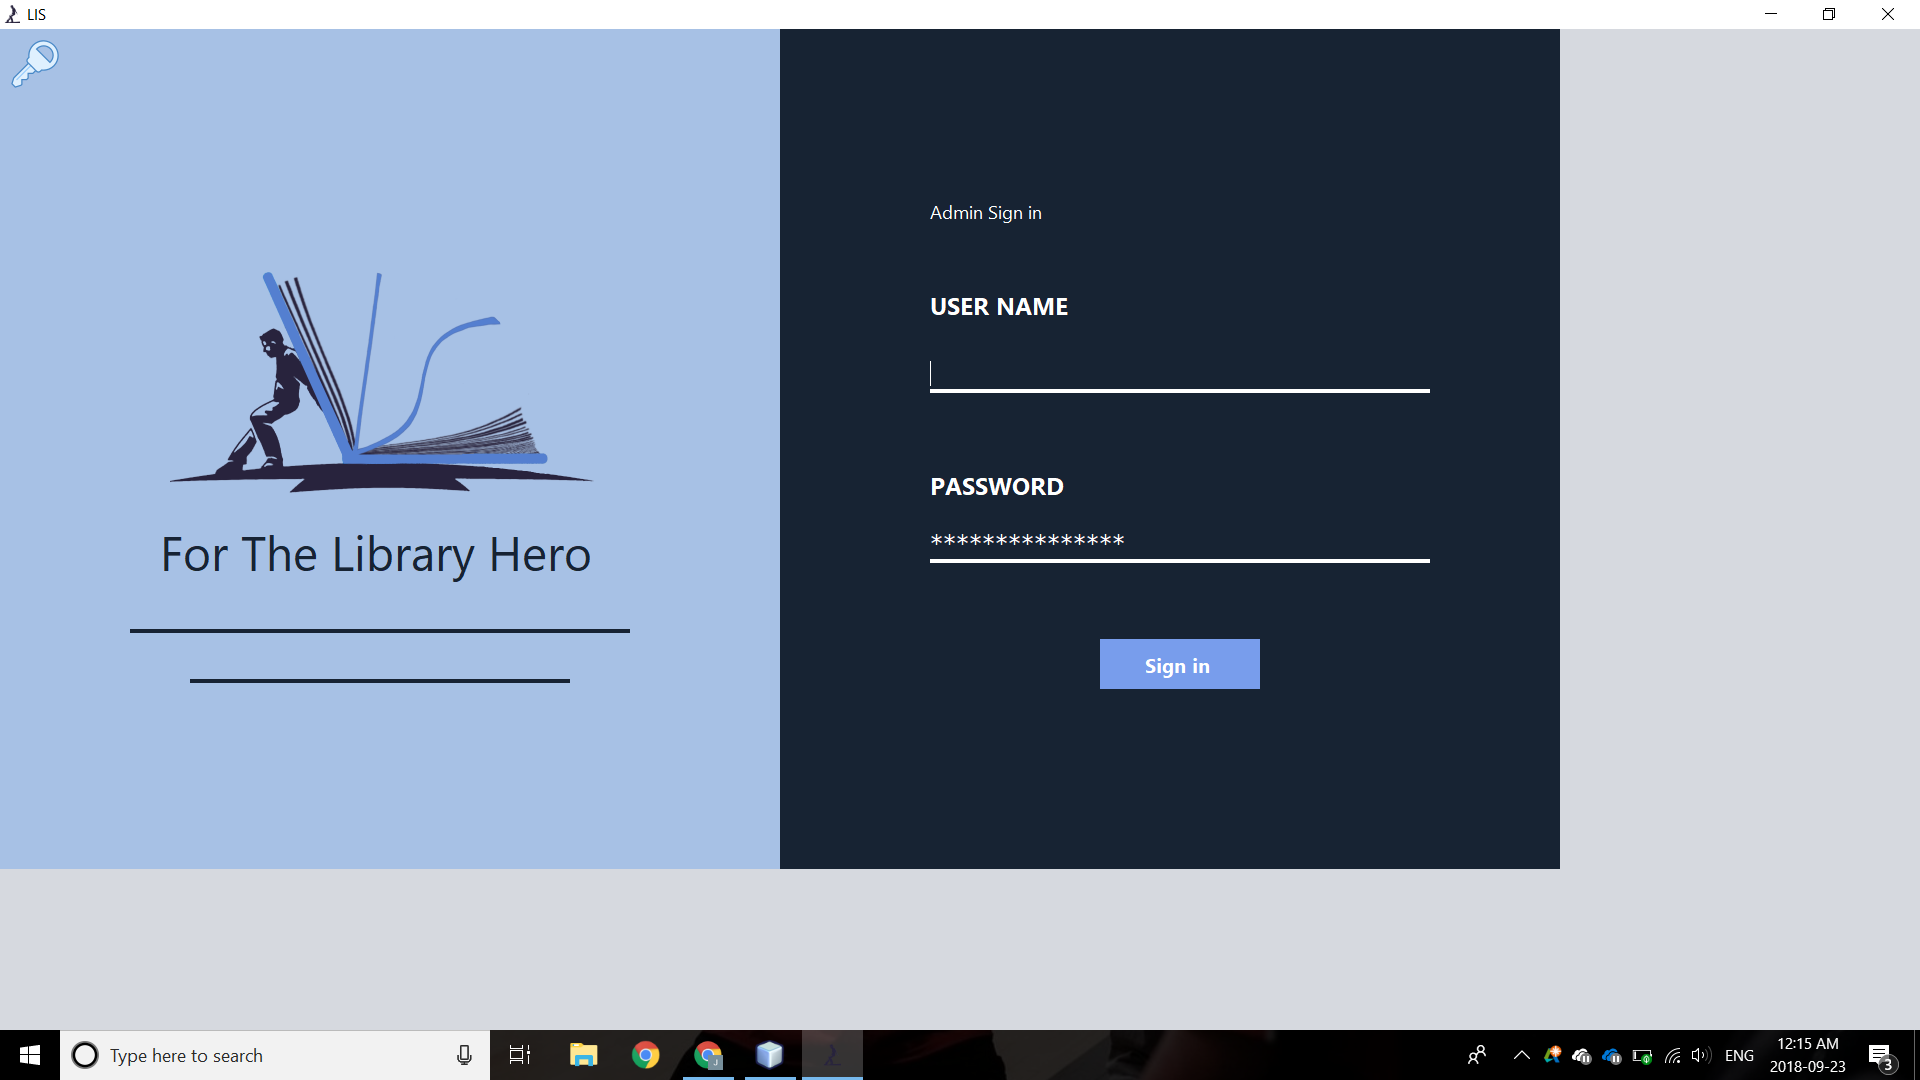 LIS
Admin Sign in
USER NAME
PASSWORD
***************
Sign in
For The Library Hero
Type here to search
ENG
12:15 AM
2018-09-23
3